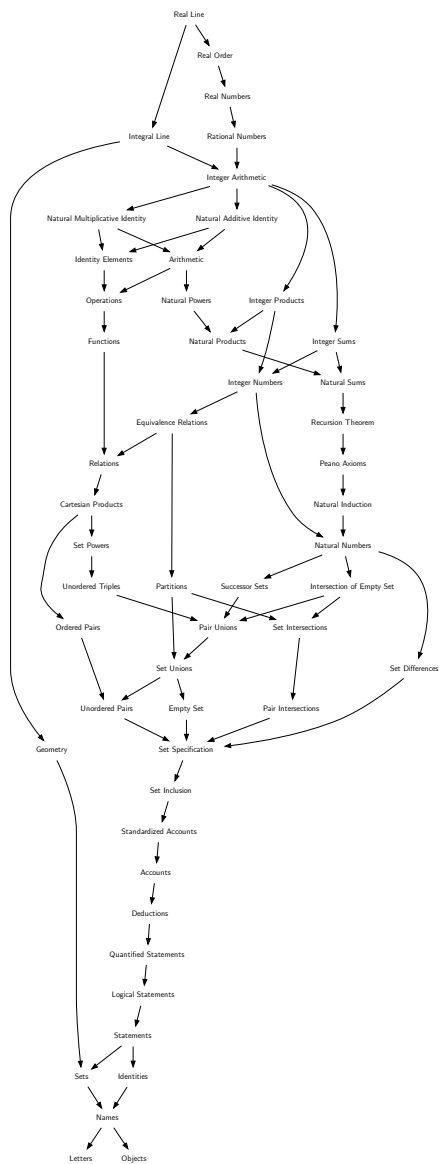 Real Line
Real Order
Real Numbers
Integral Line
Rational Numbers
Integer Arithmetic
Natural Multiplicative Identity
Natural Additive Identity
Identity Elements
Arithmetic
Operations
Natural Powers
Integer Products
Functions
Natural Products
Integer Sums
Integer Numbers
Natural Sums
Equivalence Relations
Recursion Theorem
Relations
Peano Axioms
Cartesian Products
Natural Induction
Set Powers
Natural Numbers
Unordered Triples
Partitions
Successor Sets
Intersection of Empty Set
Ordered Pairs
Pair Unions
Set Intersections
Set Unions
Set Differences
Unordered Pairs
Empty Set
Pair Intersections
Geometry
Set Specification
Set Inclusion
Standardized Accounts
Accounts
Deductions
Quantified Statements
Logical Statements
Statements
Sets
Identities
Names
Letters
Objects